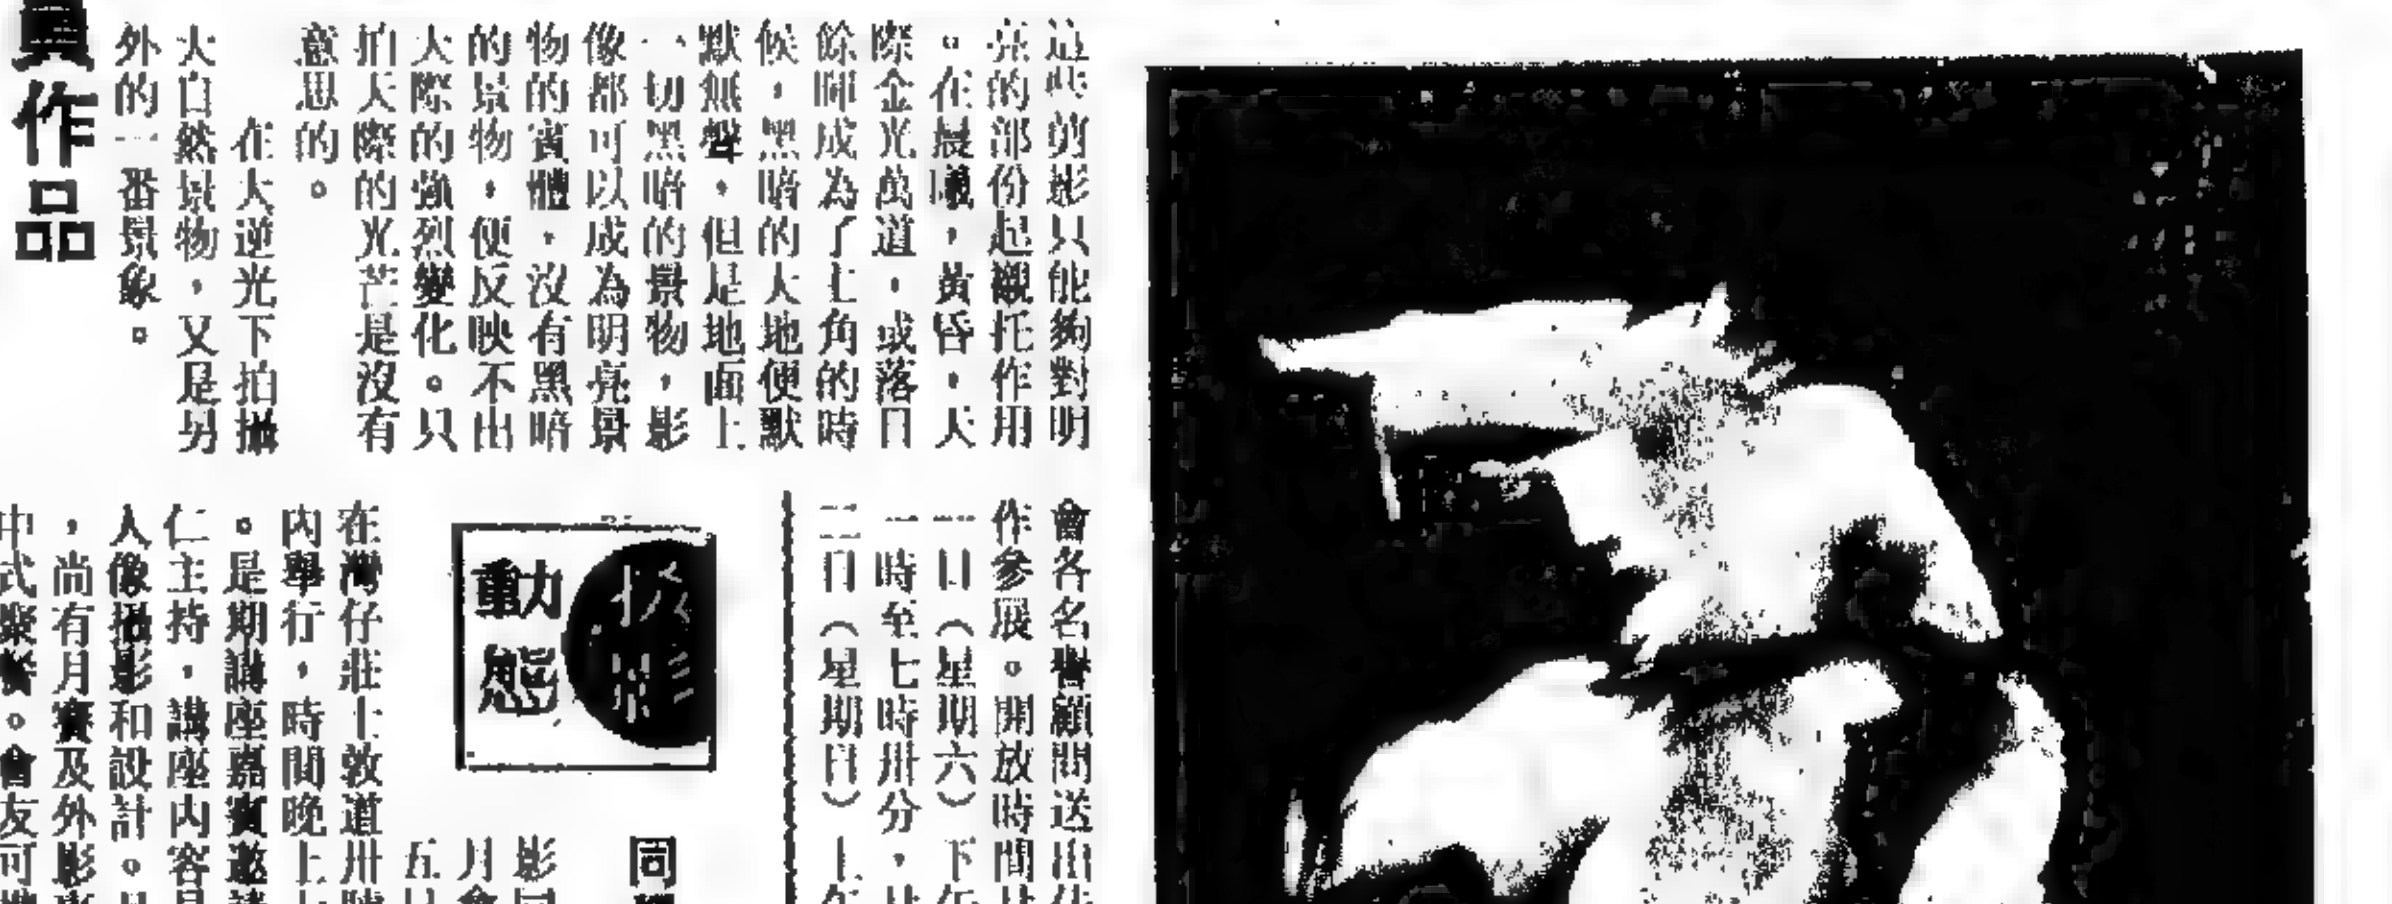 這些剪影只能夠對明
亮的部份起襯托作用
。在晨曦，黃昏，天
際金光萬道，或落日
餘暉成為了主角的時
候，黑暗的大地便默
默無聲，但是地面上
一切黑暗的景物，影
像都可以成為明亮景
物的賓體，沒有黑暗
的景物，便反映不出
天際的強烈變化。只
拍天際的光芒是沒有
意思的。
在大逆光下拍攝
大自然景物，又是另
外的一番景象。
員作品
會各名譽顧問送出佳
作參展。開放時間
一日（星期六）下午
一時至七時卅分，
二日（星期日）上午
攝影
動態
同
影
月會
五日
在灣仔莊士敦道卅
內舉行，時間晚上
。是期講座嘉賓邀請
仁主持，講座內容是
人像攝影和設計。
，尚有月賽及外影
中式聚餐。會友可